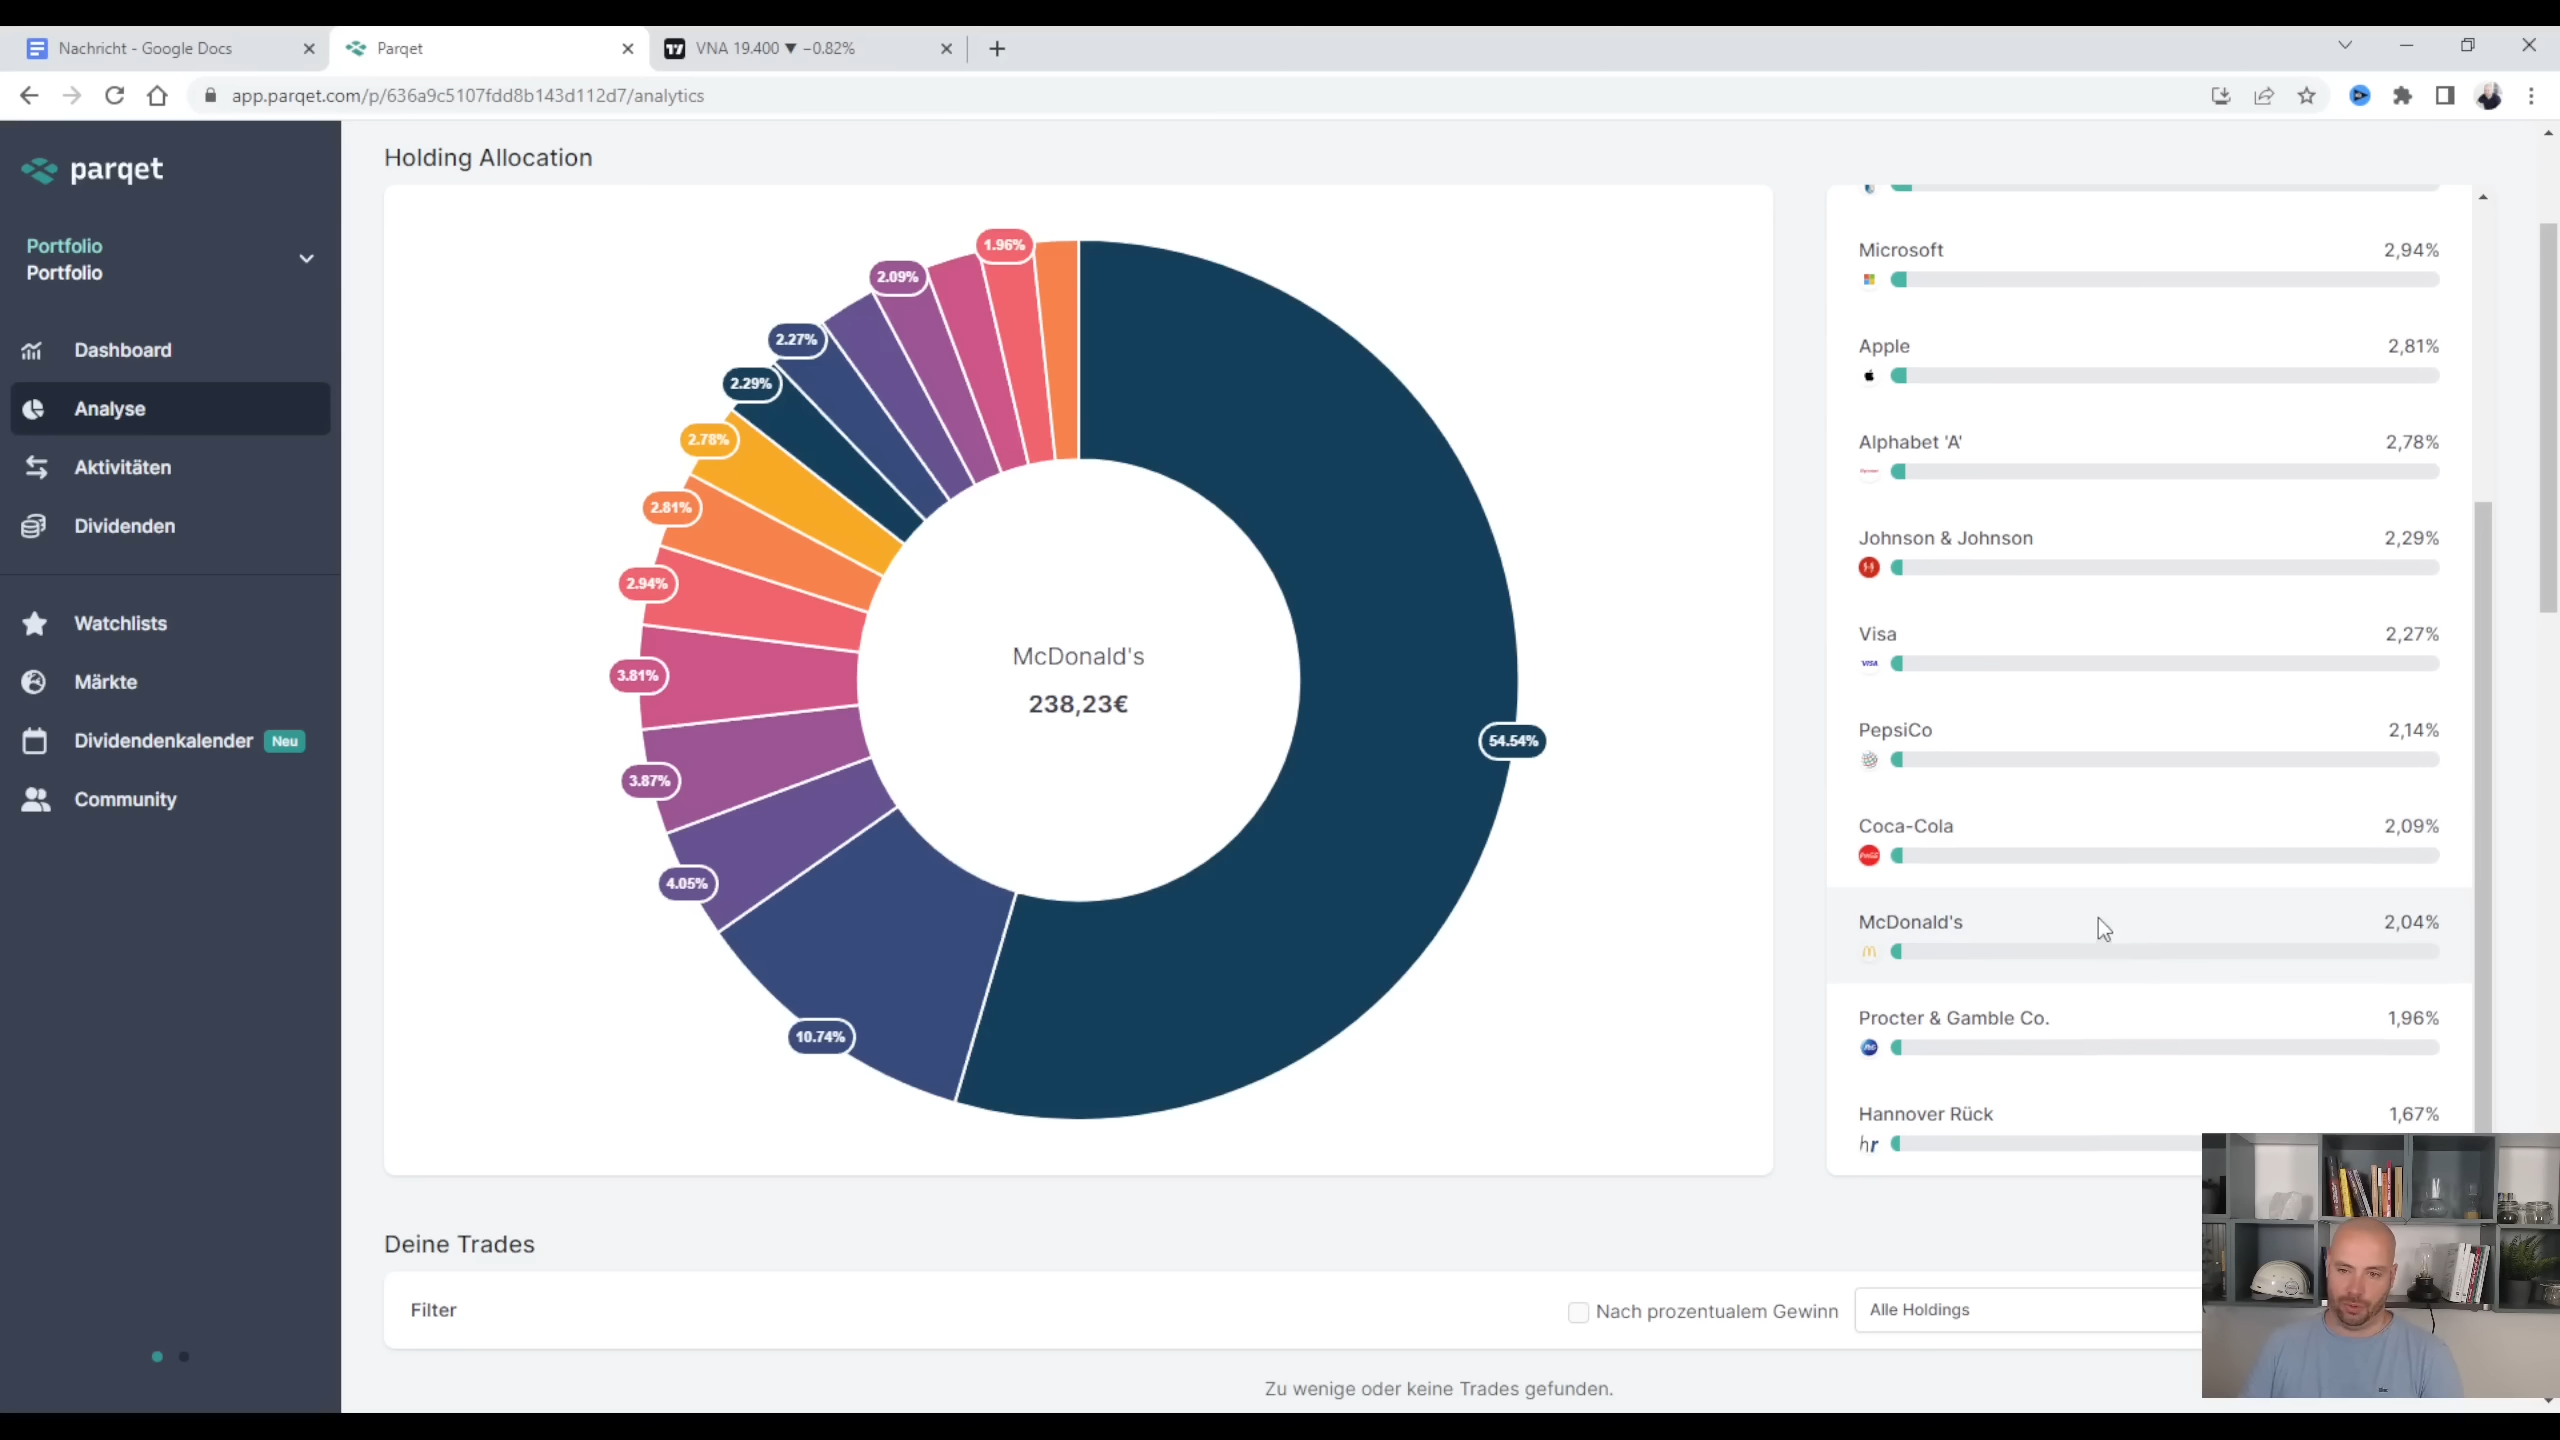 Nachricht - Google Docs
Parqet
VNA 19.400 ▼ −0.82%
app.parqet.com/p/636a9c5107fdd8b143d112d7/analytics
parqet
Portfolio
Portfolio
Dashboard
Analyse
Aktivitäten
Dividenden
Watchlists
Märkte
Dividendenkalender Neu
Community
Holding Allocation
1.96%
2.09%
2.27%
2.29%
2.78%
2.81%
2.94%
3.81%
3.87%
4.05%
10.74%
54.54%
McDonald's
238,23€
Microsoft 2,94%
Apple 2,81%
Alphabet 'A' 2,78%
Johnson & Johnson 2,29%
Visa 2,27%
VISA
PepsiCo 2,14%
Coca-Cola 2,09%
McDonald's 2,04%
Procter & Gamble Co. 1,96%
Hannover Rück 1,67%
hr
Deine Trades
Filter
Nach prozentualem Gewinn
Alle Holdings
Zu wenige oder keine Trades gefunden.